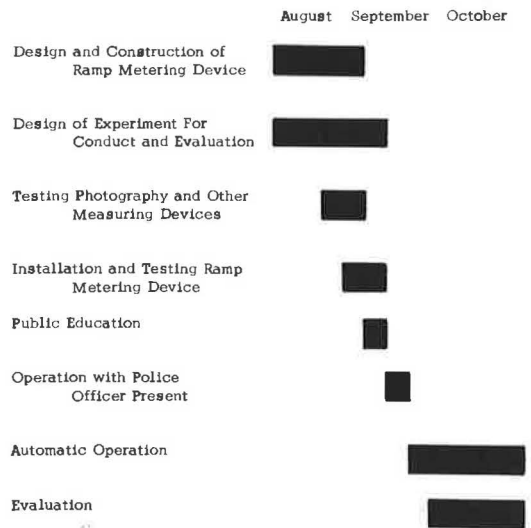 August September October
Design and Construction of
Ramp Metering Device
Design of Experiment For
Conduct and Evaluation
Testing Photography and Other
Measuring Devices
Installation and Testing Ramp
Metering Device
Public Education
Operation with Police
Officer Present
Automatic Operation
Evaluation